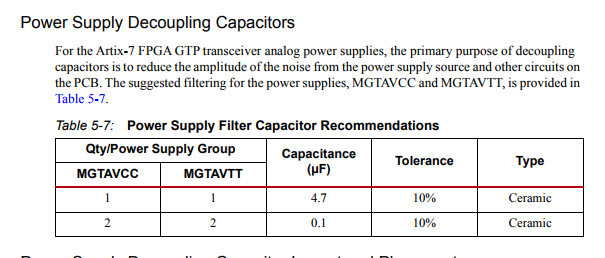 Power Supply Decoupling Capacitors
For the Artix-7 FPGA GTP transceiver analog power supplies, the primary purpose of decoupling
capacitors is to reduce the amplitude of the noise from the power supply source and other circuits on
the PCB. The suggested filtering for the power supplies, MGTAVCC and MGTAVTT, is provided in
Table 5-7.
Table 5-7: Power Supply Filter Capacitor Recommendations
Qty/Power Supply Group Capacitance (µF) Tolerance Type
MGTAVCC MGTAVTT
1 1 4.7 10% Ceramic
2 2 0.1 10% Ceramic